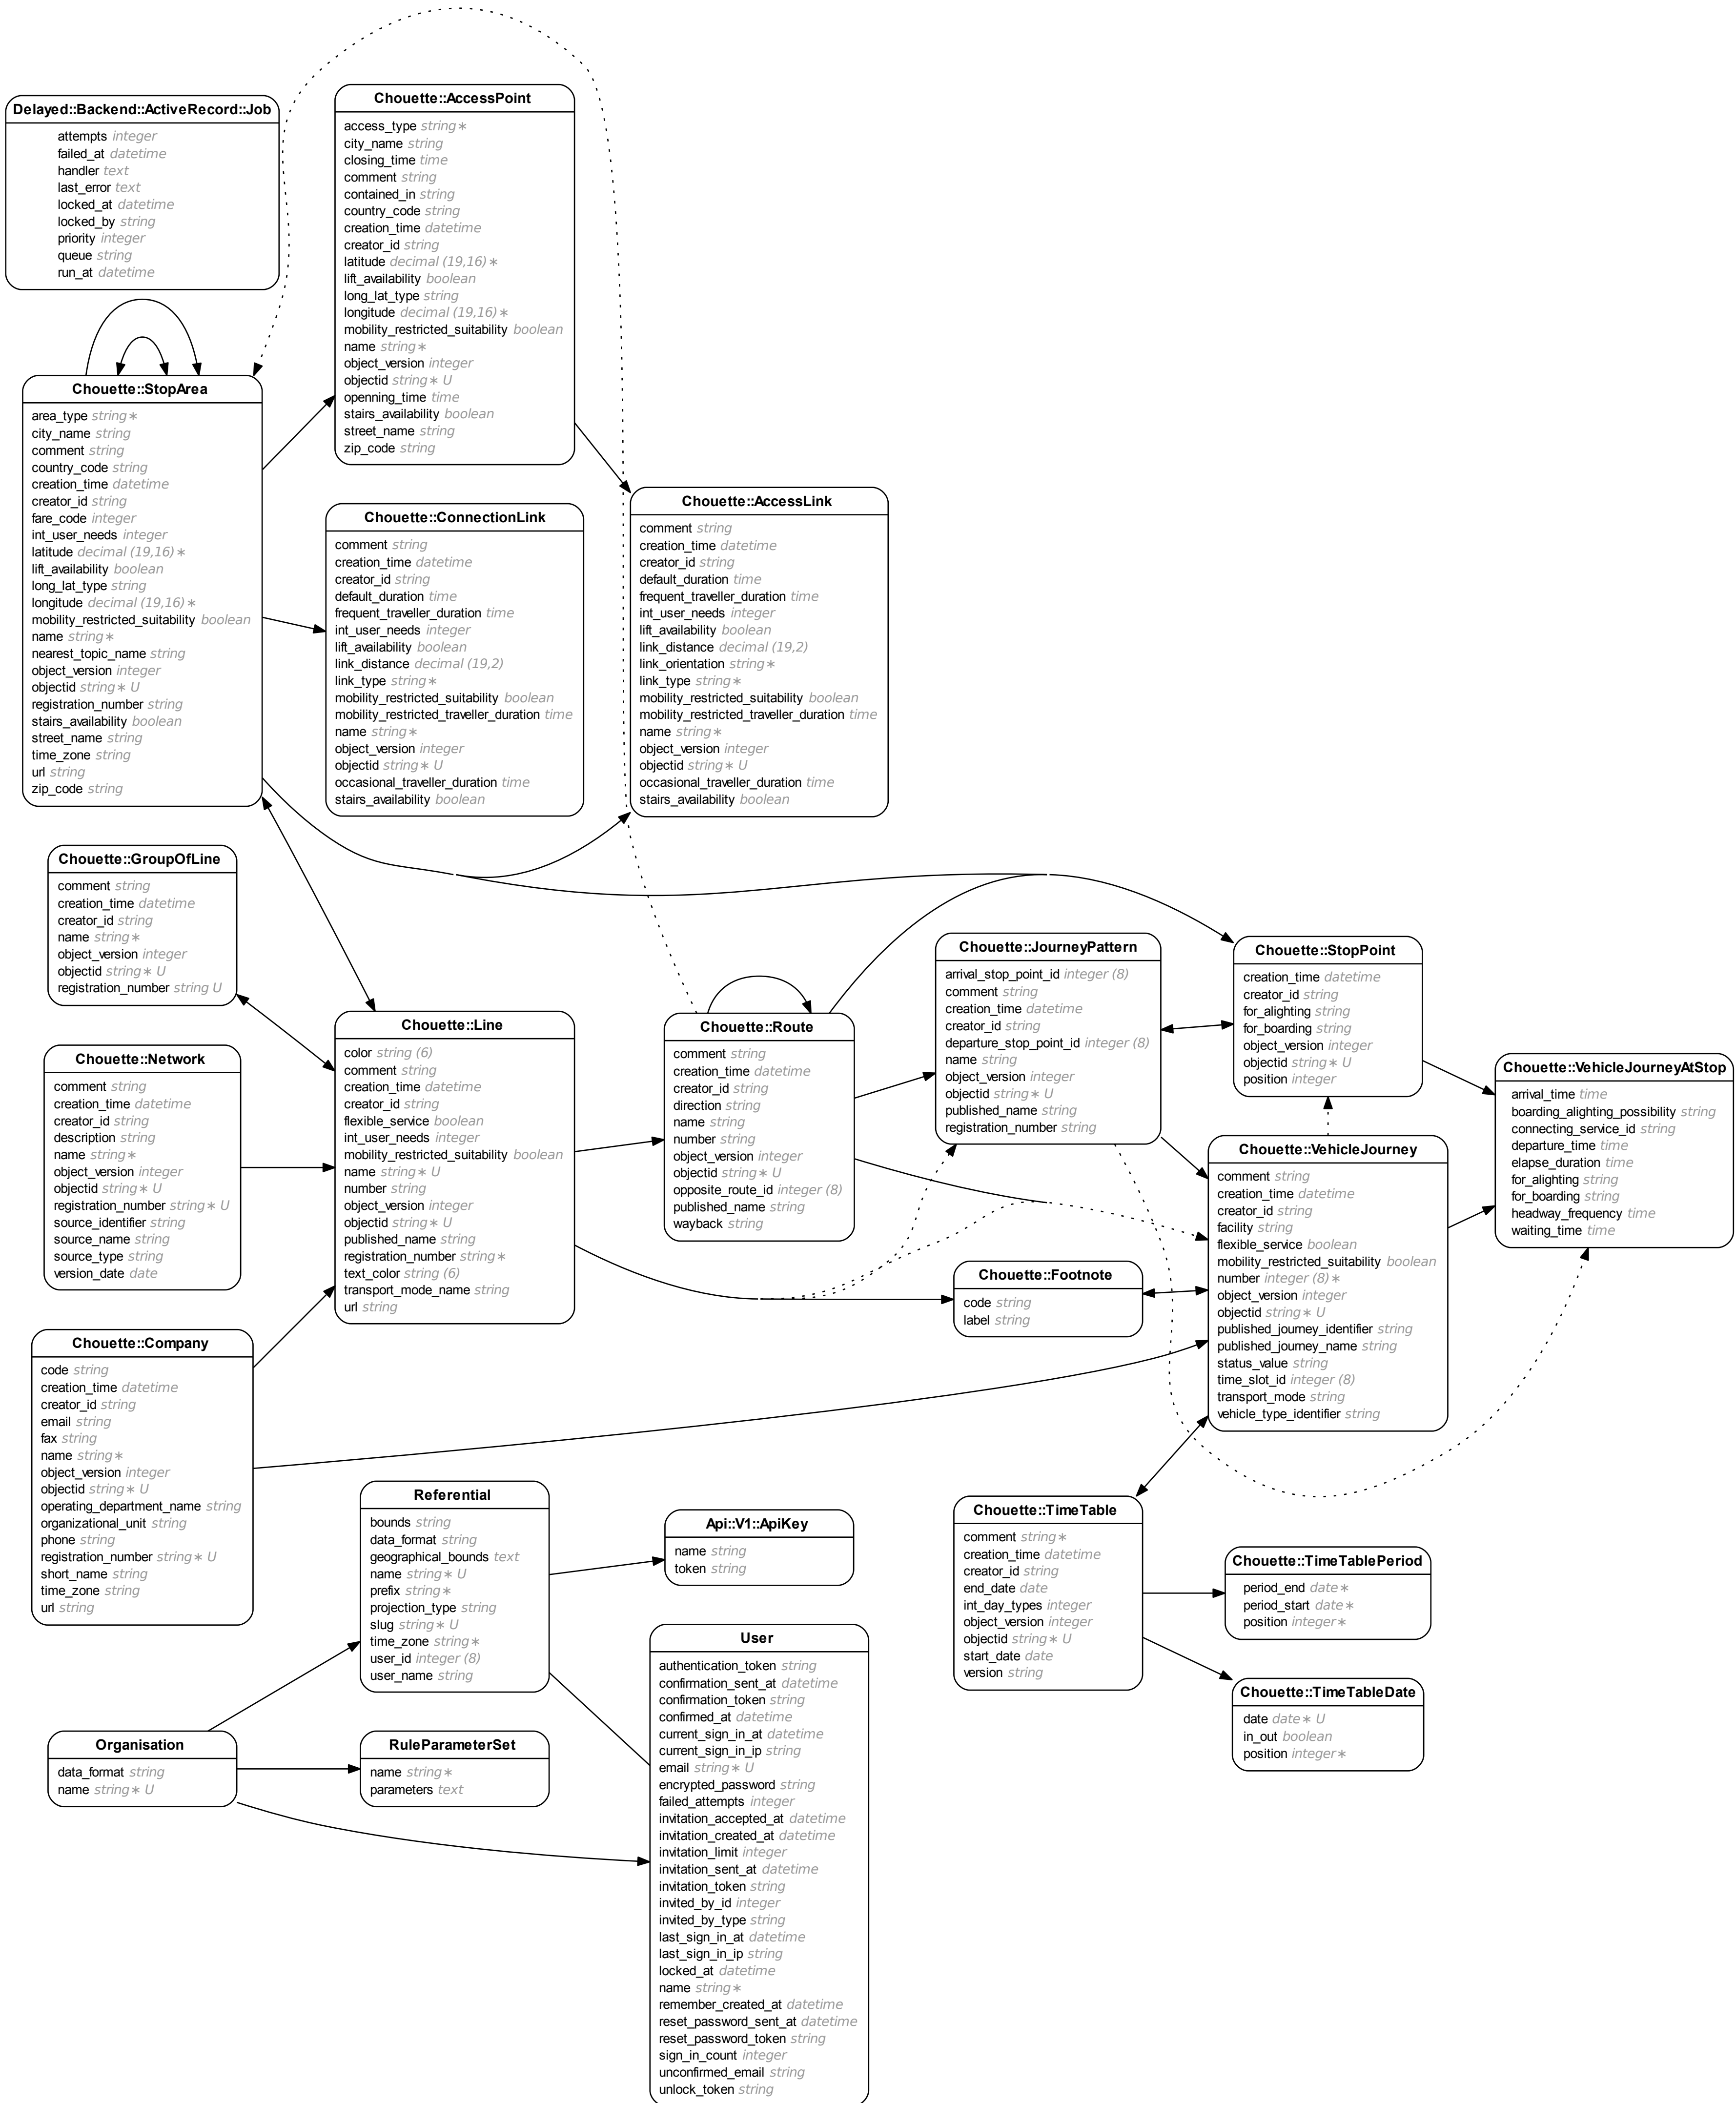 Delayed::Backend::ActiveRecord::Job
attempts integer
failed_at datetime
handler text
last_error text
locked_at datetime
locked_by string
priority integer
queue string
run_at datetime
Chouette::AccessPoint
access_type string∗
city_name string
closing_time time
comment string
contained_in string
country_code string
creation_time datetime
creator_id string
latitude decimal (19,16)∗
lift_availability boolean
long_lat_type string
longitude decimal (19,16)∗
mobility_restricted_suitability boolean
name string∗
object_version integer
objectid string∗ U
openning_time time
stairs_availability boolean
street_name string
zip_code string
Chouette::StopArea
area_type string∗
city_name string
comment string
country_code string
creation_time datetime
creator_id string
fare_code integer
int_user_needs integer
latitude decimal (19,16)∗
lift_availability boolean
long_lat_type string
longitude decimal (19,16)∗
mobility_restricted_suitability boolean
name string∗
nearest_topic_name string
object_version integer
objectid string∗ U
registration_number string
stairs_availability boolean
street_name string
time_zone string
url string
zip_code string
Chouette::ConnectionLink
comment string
creation_time datetime
creator_id string
default_duration time
frequent_traveller_duration time
int_user_needs integer
lift_availability boolean
link_distance decimal (19,2)
link_type string∗
mobility_restricted_suitability boolean
mobility_restricted_traveller_duration time
name string∗
object_version integer
objectid string∗ U
occasional_traveller_duration time
stairs_availability boolean
Chouette::AccessLink
comment string
creation_time datetime
creator_id string
default_duration time
frequent_traveller_duration time
int_user_needs integer
lift_availability boolean
link_distance decimal (19,2)
link_orientation string∗
link_type string∗
mobility_restricted_suitability boolean
mobility_restricted_traveller_duration time
name string∗
object_version integer
objectid string∗ U
occasional_traveller_duration time
stairs_availability boolean
Chouette::GroupOfLine
comment string
creation_time datetime
creator_id string
name string∗
object_version integer
objectid string∗ U
registration_number string U
Chouette::Network
comment string
creation_time datetime
creator_id string
description string
name string∗
object_version integer
objectid string∗ U
registration_number string∗ U
source_identifier string
source_name string
source_type string
version_date date
Chouette::Line
color string (6)
comment string
creation_time datetime
creator_id string
flexible_service boolean
int_user_needs integer
mobility_restricted_suitability boolean
name string∗ U
number string
object_version integer
objectid string∗ U
published_name string
registration_number string∗
text_color string (6)
transport_mode_name string
url string
Chouette::Route
comment string
creation_time datetime
creator_id string
direction string
name string
number string
object_version integer
objectid string∗ U
opposite_route_id integer (8)
published_name string
wayback string
Chouette::JourneyPattern
arrival_stop_point_id integer (8)
comment string
creation_time datetime
creator_id string
departure_stop_point_id integer (8)
name string
object_version integer
objectid string∗ U
published_name string
registration_number string
Chouette::StopPoint
creation_time datetime
creator_id string
for_alighting string
for_boarding string
object_version integer
objectid string∗ U
position integer
Chouette::VehicleJourneyAtStop
arrival_time time
boarding_alighting_possibility string
connecting_service_id string
departure_time time
elapse_duration time
for_alighting string
for_boarding string
headway_frequency time
waiting_time time
Chouette::VehicleJourney
comment string
creation_time datetime
creator_id string
facility string
flexible_service boolean
mobility_restricted_suitability boolean
number integer (8)∗
object_version integer
objectid string∗ U
published_journey_identifier string
published_journey_name string
status_value string
time_slot_id integer (8)
transport_mode string
vehicle_type_identifier string
Chouette::Footnote
code string
label string
Chouette::Company
code string
creation_time datetime
creator_id string
email string
fax string
name string∗
object_version integer
objectid string∗ U
operating_department_name string
organizational_unit string
phone string
registration_number string∗ U
short_name string
time_zone string
url string
Referential
bounds string
data_format string
geographical_bounds text
name string∗ U
prefix string∗
projection_type string
slug string∗ U
time_zone string∗
user_id integer (8)
user_name string
Api::V1::ApiKey
name string
token string
Chouette::TimeTable
comment string∗
creation_time datetime
creator_id string
end_date date
int_day_types integer
object_version integer
objectid string∗ U
start_date date
version string
Chouette::TimeTablePeriod
period_end date∗
period_start date∗
position integer∗
Chouette::TimeTableDate
date date∗ U
in_out boolean
position integer∗
Organisation
data_format string
name string∗ U
RuleParameterSet
name string∗
parameters text
User
authentication_token string
confirmation_sent_at datetime
confirmation_token string
confirmed_at datetime
current_sign_in_at datetime
current_sign_in_ip string
email string∗ U
encrypted_password string
failed_attempts integer
invitation_accepted_at datetime
invitation_created_at datetime
invitation_limit integer
invitation_sent_at datetime
invitation_token string
invited_by_id integer
invited_by_type string
last_sign_in_at datetime
last_sign_in_ip string
locked_at datetime
name string∗
remember_created_at datetime
reset_password_sent_at datetime
reset_password_token string
sign_in_count integer
unconfirmed_email string
unlock_token string